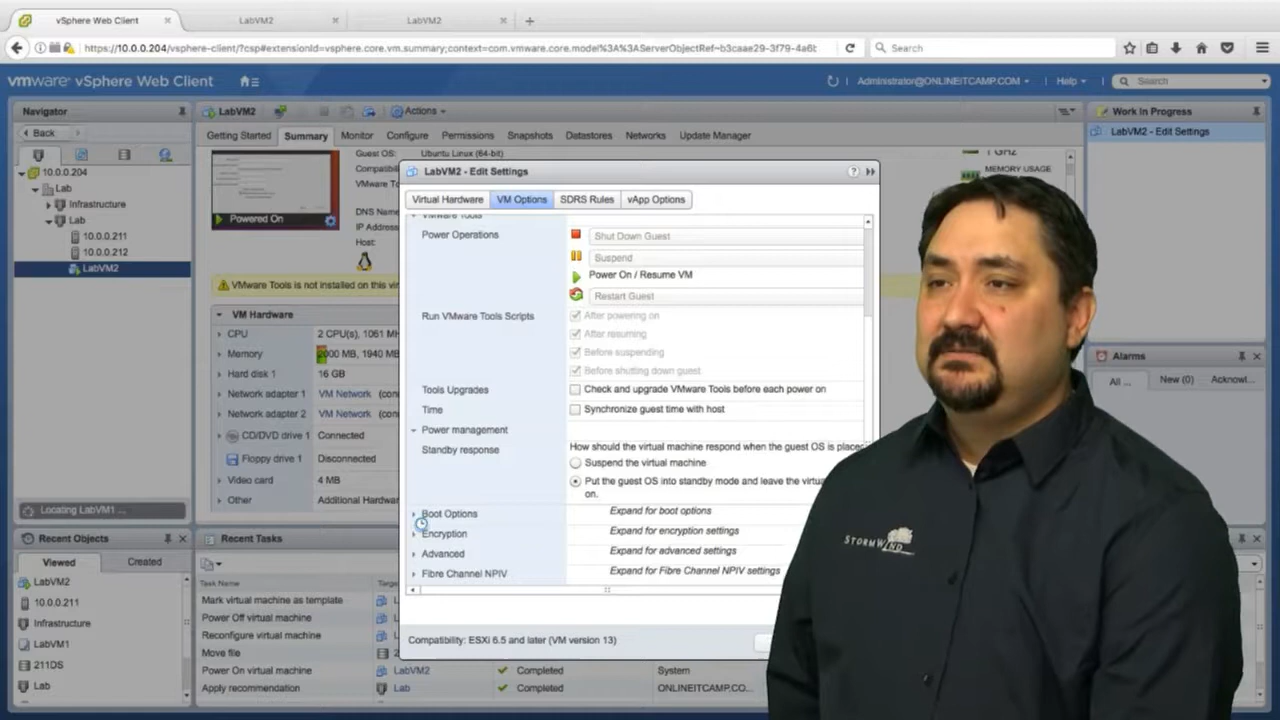 vSphere Web Client × LabVM2 × LabVM2 × +
https://10.0.0.204/vsphere-client/?csp#extensionId=vsphere.core.vm.summary;context=com.vmware.core.model%3A%3AServerObjectRef~b3caae29-3f79-4a6b Search
vmware® vSphere Web Client Administrator@ONLINEITCAMP.COM Help Search
Navigator LabVM2 Actions Work In Progress
Back Getting Started Summary Monitor Configure Permissions Snapshots Datastores Networks Update Manager LabVM2 - Edit Settings
10.0.0.204
Lab
Infrastructure
Lab
10.0.0.211
10.0.0.212
LabVM2
Locating LabVM1 ...
Powered On
Guest OS: Ubuntu Linux (64-bit)
VMware To
DNS Name
IP Address
Host:
MEMORY USAGE
VMware Tools is not installed on this vir
VM Hardware
CPU 2 CPU(s), 1061 MH
Memory 2000 MB, 1940 MB
Hard disk 1 16 GB
Network adapter 1 VM Network (con
Network adapter 2 VM Network (con
CD/DVD drive 1 Connected
Floppy drive 1 Disconnected
Video card 4 MB
Other Additional Hardwar
LabVM2 - Edit Settings
Virtual Hardware VM Options SDRS Rules vApp Options
VMware Tools
Power Operations Shut Down Guest
Suspend
Power On / Resume VM
Restart Guest
Run VMware Tools Scripts After powering on
After resuming
Before suspending
Before shutting down guest
Tools Upgrades Check and upgrade VMware Tools before each power on
Time Synchronize guest time with host
Power management
Standby response How should the virtual machine respond when the guest OS is place
Suspend the virtual machine
Put the guest OS into standby mode and leave the virtua
on.
Boot Options Expand for boot options
Encryption Expand for encryption settings
Advanced Expand for advanced settings
Fibre Channel NPIV Expand for Fibre Channel NPIV settings
Compatibility: ESXi 6.5 and later (VM version 13)
Alarms
All ... New (0) Acknowl...
Recent Objects
Viewed Created
LabVM2
10.0.0.211
Infrastructure
LabVM1
211DS
Lab
Recent Tasks
Task Name Targe
Mark virtual machine as template
Power Off virtual machine
Reconfigure virtual machine
Move file 2
Power On virtual machine LabVM2 Completed System
Apply recommendation Lab Completed ONLINEITCAMP.CO...
STORMWIND